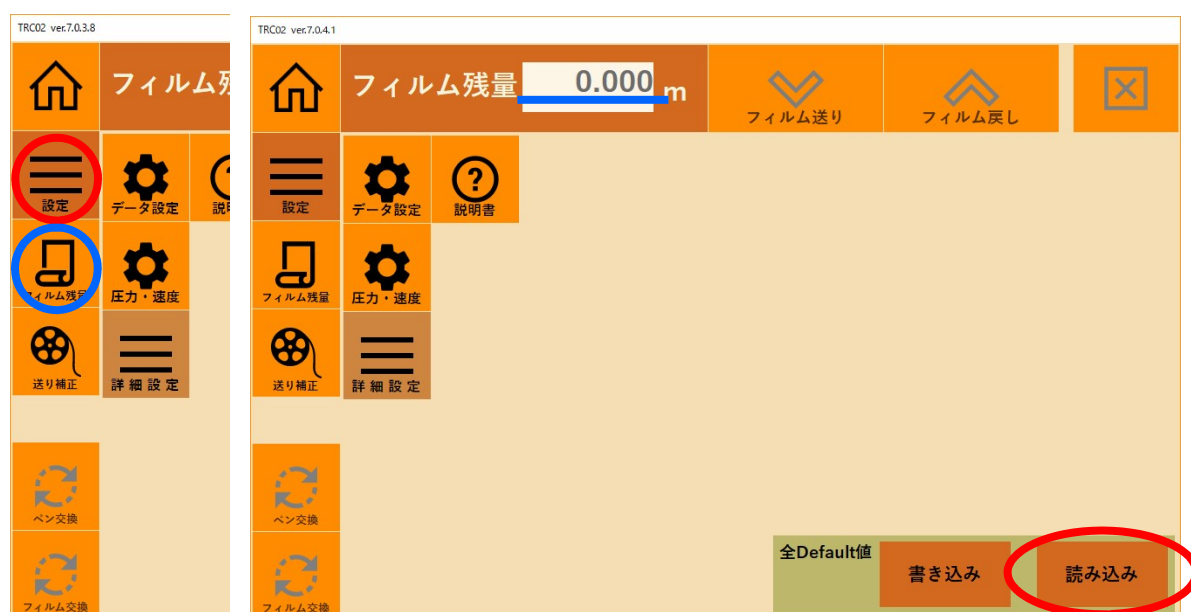 TRC02 ver.7.0.3.8
フィルム残
設定
データ設定
説明
フィルム残量
圧力・速度
送り補正
詳細設定
ペン交換
フィルム交換
TRC02 ver.7.0.4.1
フィルム残量 0.000 m
フィルム送り
フィルム戻し
設定
データ設定
説明書
フィルム残量
圧力・速度
送り補正
詳細設定
ペン交換
フィルム交換
全Default値
書き込み
読み込み